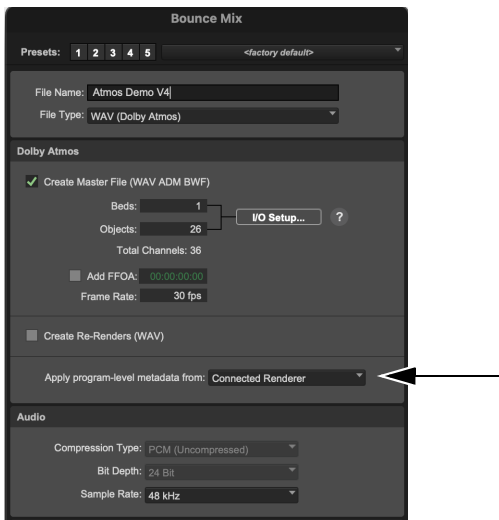 Bounce Mix
Presets: 1 2 3 4 5 <factory default>
File Name: Atmos Demo V4
File Type: WAV (Dolby Atmos)
Dolby Atmos
Create Master File (WAV ADM BWF)
Beds: 1
I/O Setup... ?
Objects: 26
Total Channels: 36
Add FFOA: 00:00:00:00
Frame Rate: 30 fps
Create Re-Renders (WAV)
Apply program-level metadata from: Connected Renderer
Audio
Compression Type: PCM (Uncompressed)
Bit Depth: 24 Bit
Sample Rate: 48 kHz